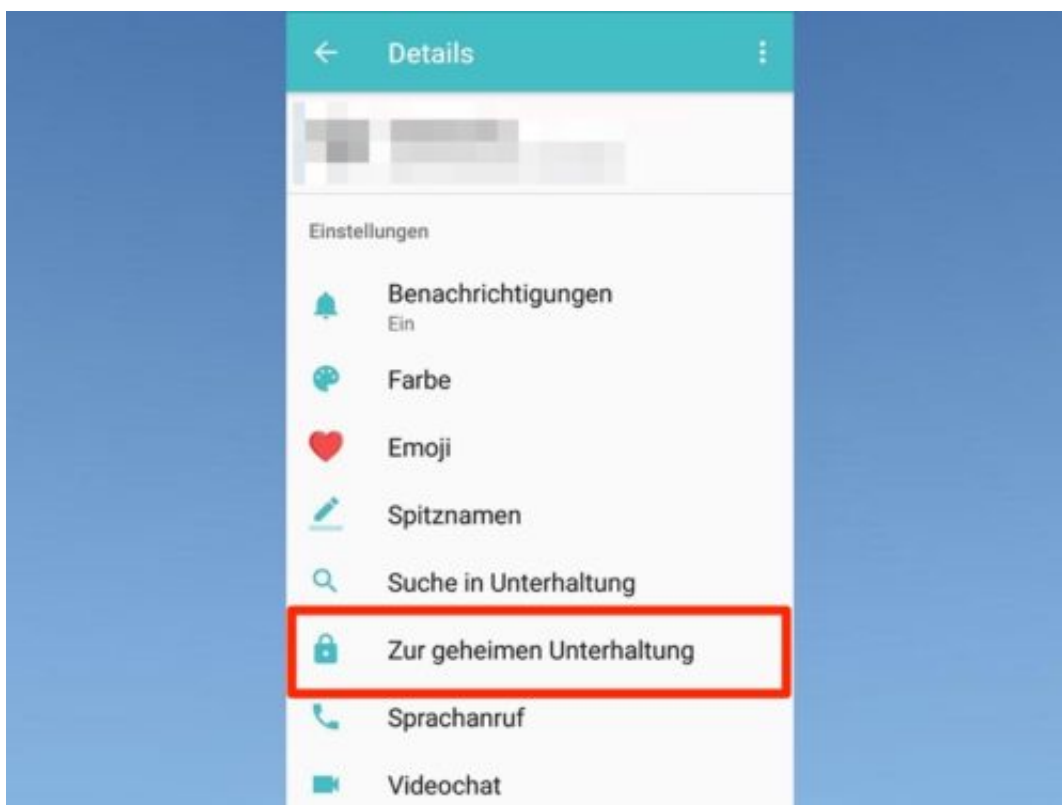 Details
Einstellungen
Benachrichtigungen
Ein
Farbe
Emoji
Spitznamen
Suche in Unterhaltung
Zur geheimen Unterhaltung
Sprachanruf
Videochat